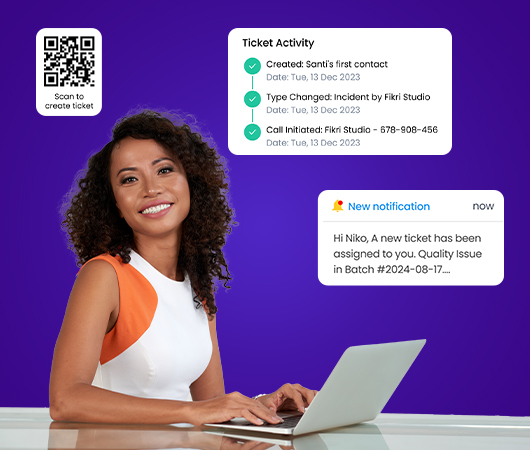 Scan to
create ticket
Ticket Activity
Created: Santi's first contact
Date: Tue, 13 Dec 2023
Type Changed: Incident by Fikri Studio
Date: Tue, 13 Dec 2023
Call Initiated: Fikri Studio - 678-908-456
Date: Tue, 13 Dec 2023
New notification now
Hi Niko, A new ticket has been
assigned to you. Quality Issue
in Batch #2024-08-17....